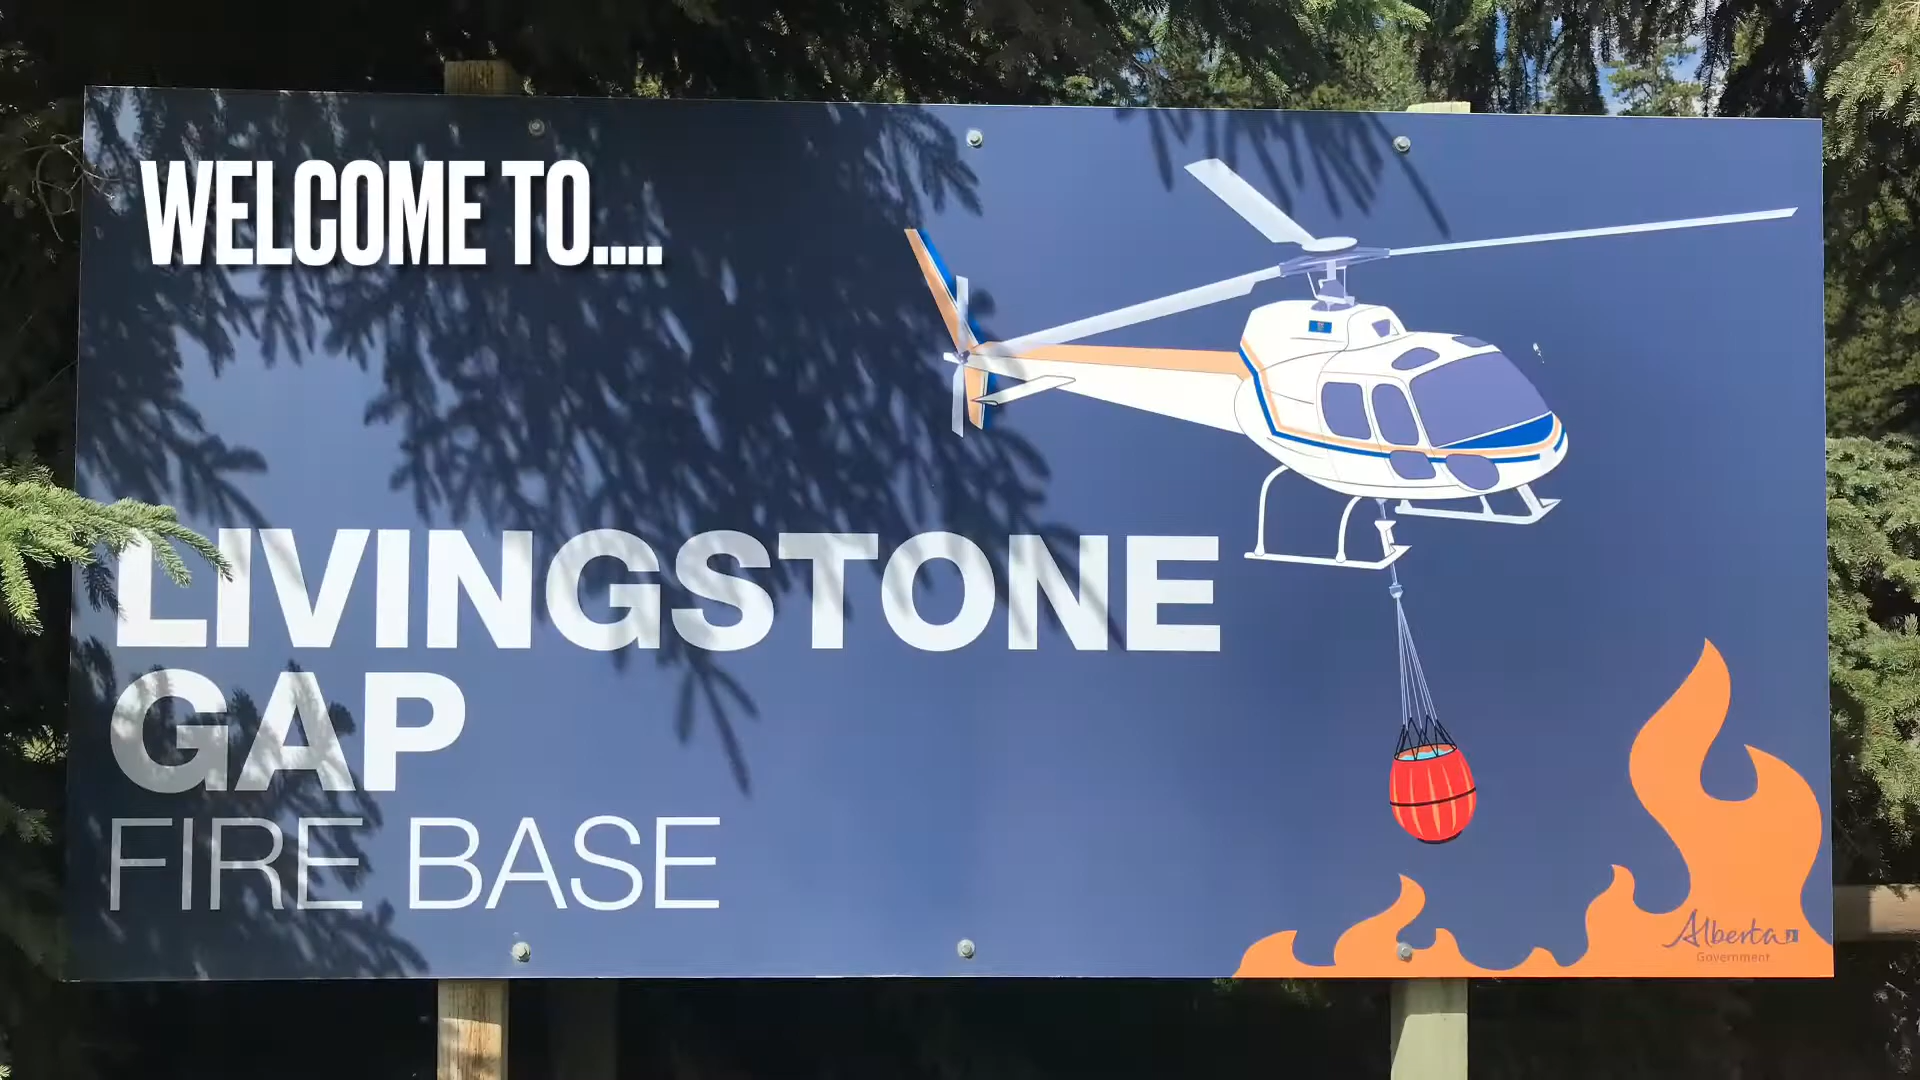 WELCOME TO....
LIVINGSTONE
GAP
FIRE BASE
Alberta
Government